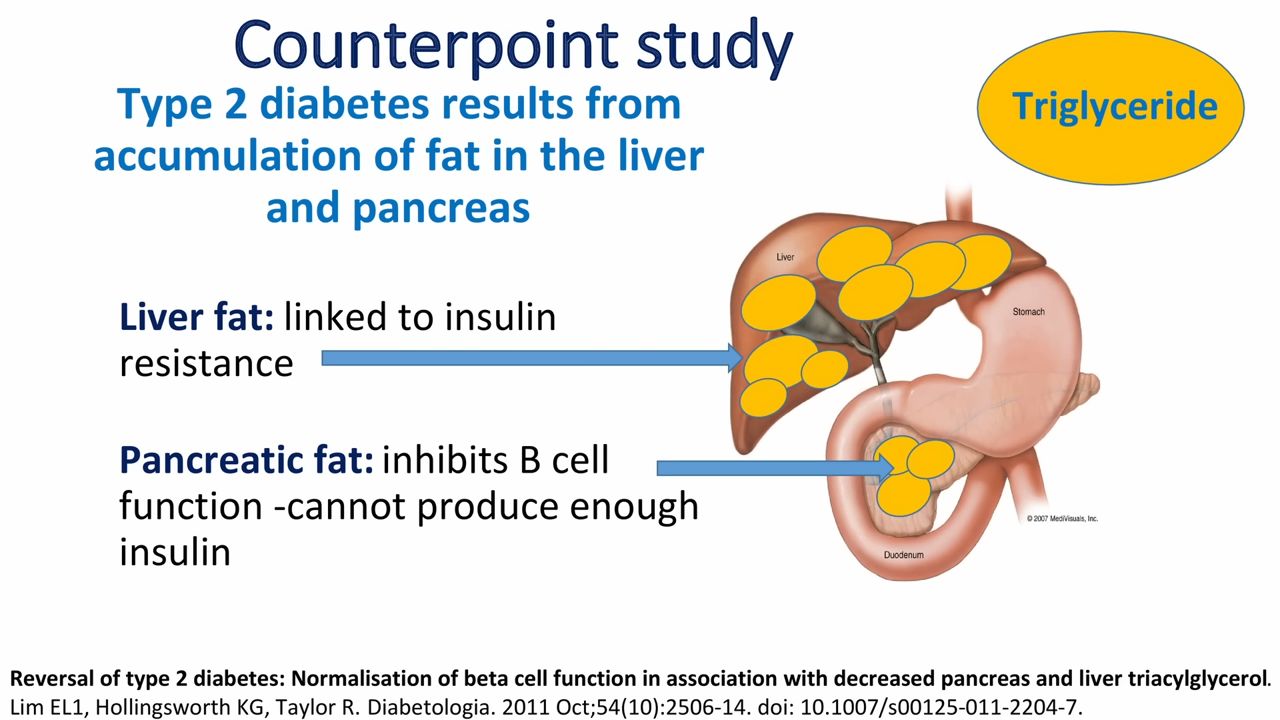 Counterpoint study
Type 2 diabetes results from
accumulation of fat in the liver
and pancreas
Triglyceride
Liver fat: linked to insulin
resistance
Pancreatic fat: inhibits B cell
function -cannot produce enough
insulin
Liver
Stomach
© 2007 MediVisuals, Inc.
Duodenum
Reversal of type 2 diabetes: Normalisation of beta cell function in association with decreased pancreas and liver triacylglycerol.
Lim EL1, Hollingsworth KG, Taylor R. Diabetologia. 2011 Oct;54(10):2506-14. doi: 10.1007/s00125-011-2204-7.